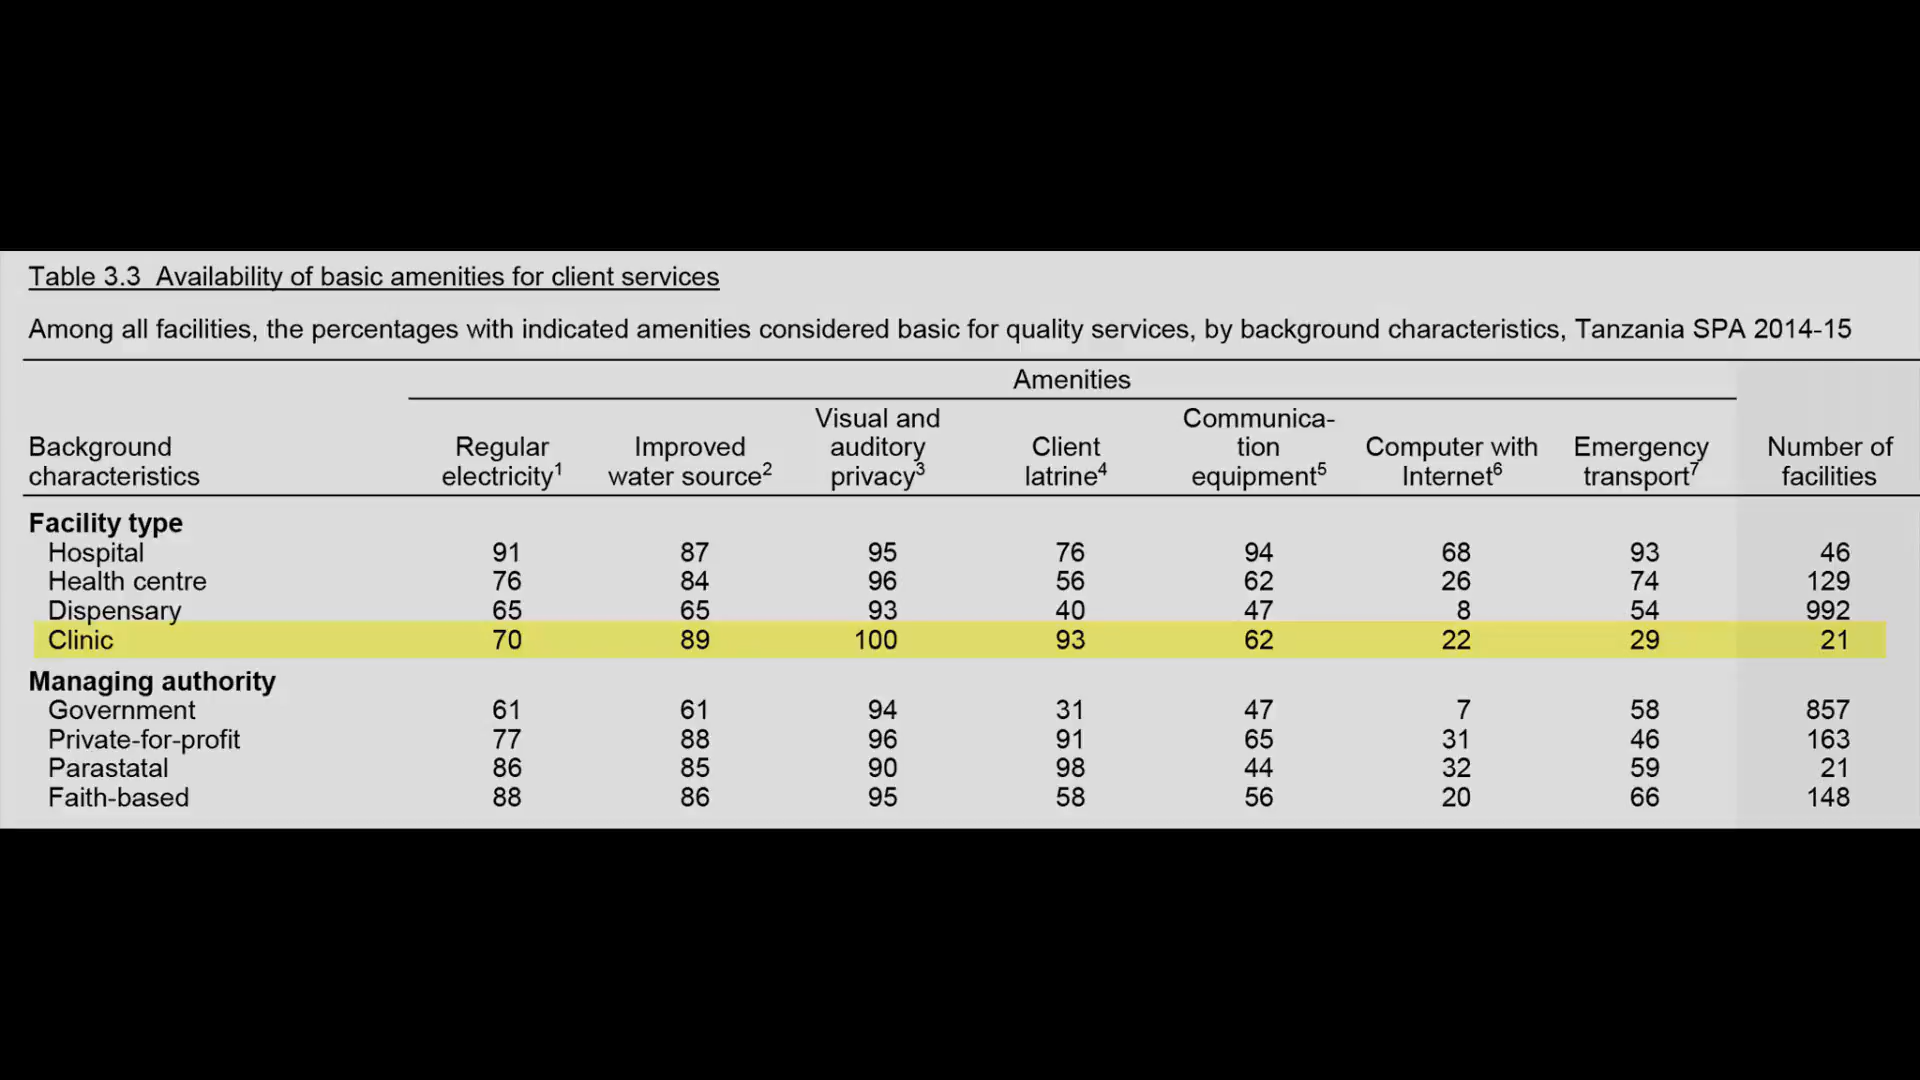 Table 3.3 Availability of basic amenities for client services
Among all facilities, the percentages with indicated amenities considered basic for quality services, by background characteristics, Tanzania SPA 2014-15
Amenities
Background characteristics Regular electricity1 Improved water source2 Visual and auditory privacy3 Client latrine4 Communica-tion equipment5 Computer with Internet6 Emergency transport7 Number of facilities
Facility type
Hospital 91 87 95 76 94 68 93 46
Health centre 76 84 96 56 62 26 74 129
Dispensary 65 65 93 40 47 8 54 992
Clinic 70 89 100 93 62 22 29 21
Managing authority
Government 61 61 94 31 47 7 58 857
Private-for-profit 77 88 96 91 65 31 46 163
Parastatal 86 85 90 98 44 32 59 21
Faith-based 88 86 95 58 56 20 66 148